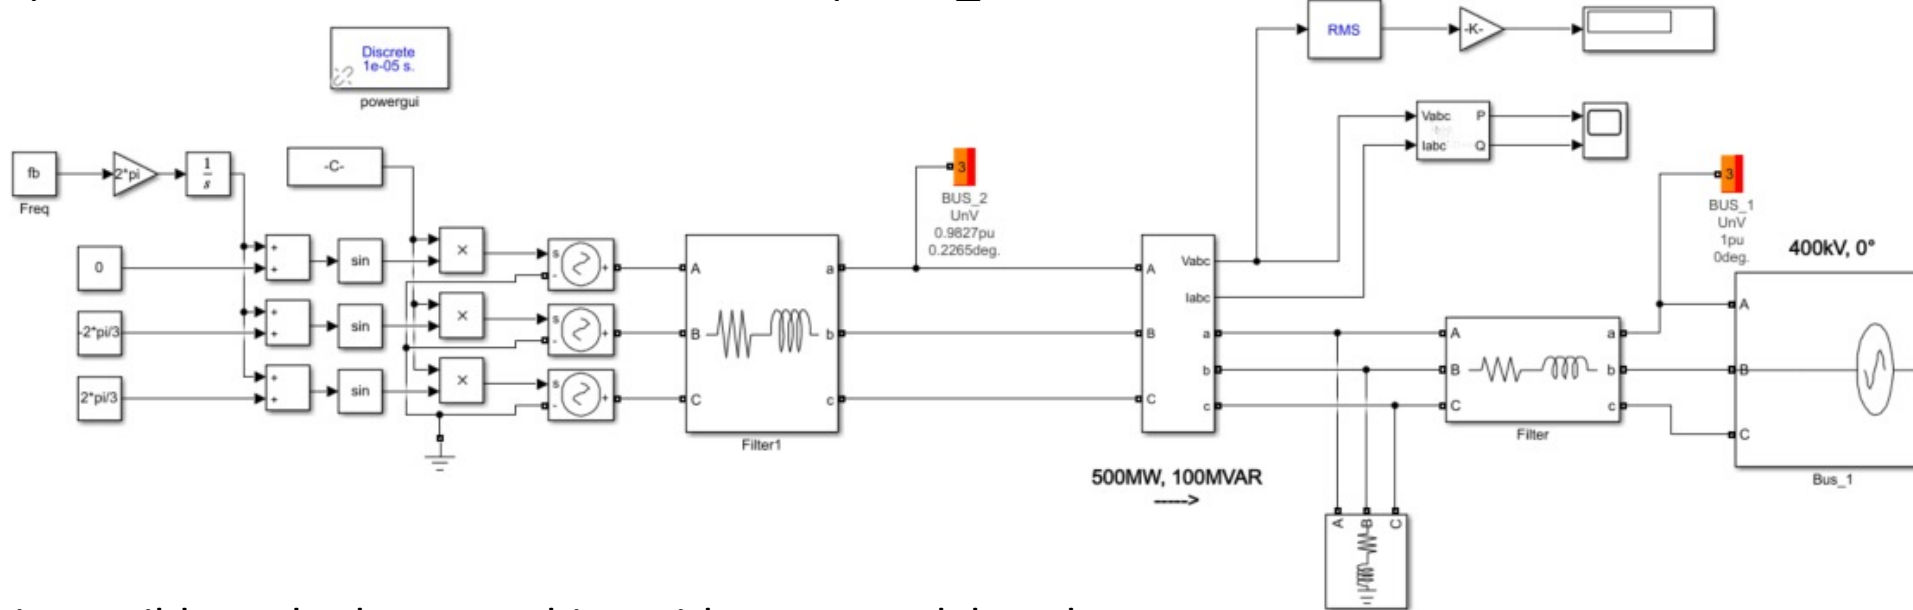 RMS
-K-
Discrete
1e-05 s.
powergui
Vabc P
Iabc Q
fb
Freq
2*pi
1
s
-C-
3
BUS_2
UnV
0.9827pu
0.2265deg.
3
BUS_1
UnV
1pu
0deg.
400kV, 0°
0
-2*pi/3
2*pi/3
+
+
+
+
+
+
sin
sin
sin
×
×
×
s
-
+
s
-
+
s
-
+
A a
B b
C c
Filter1
A Vabc
Iabc
B a
b
C c
A a
B b
C c
Filter
A
B
C
Bus_1
500MW, 100MVAR
----->
A B C